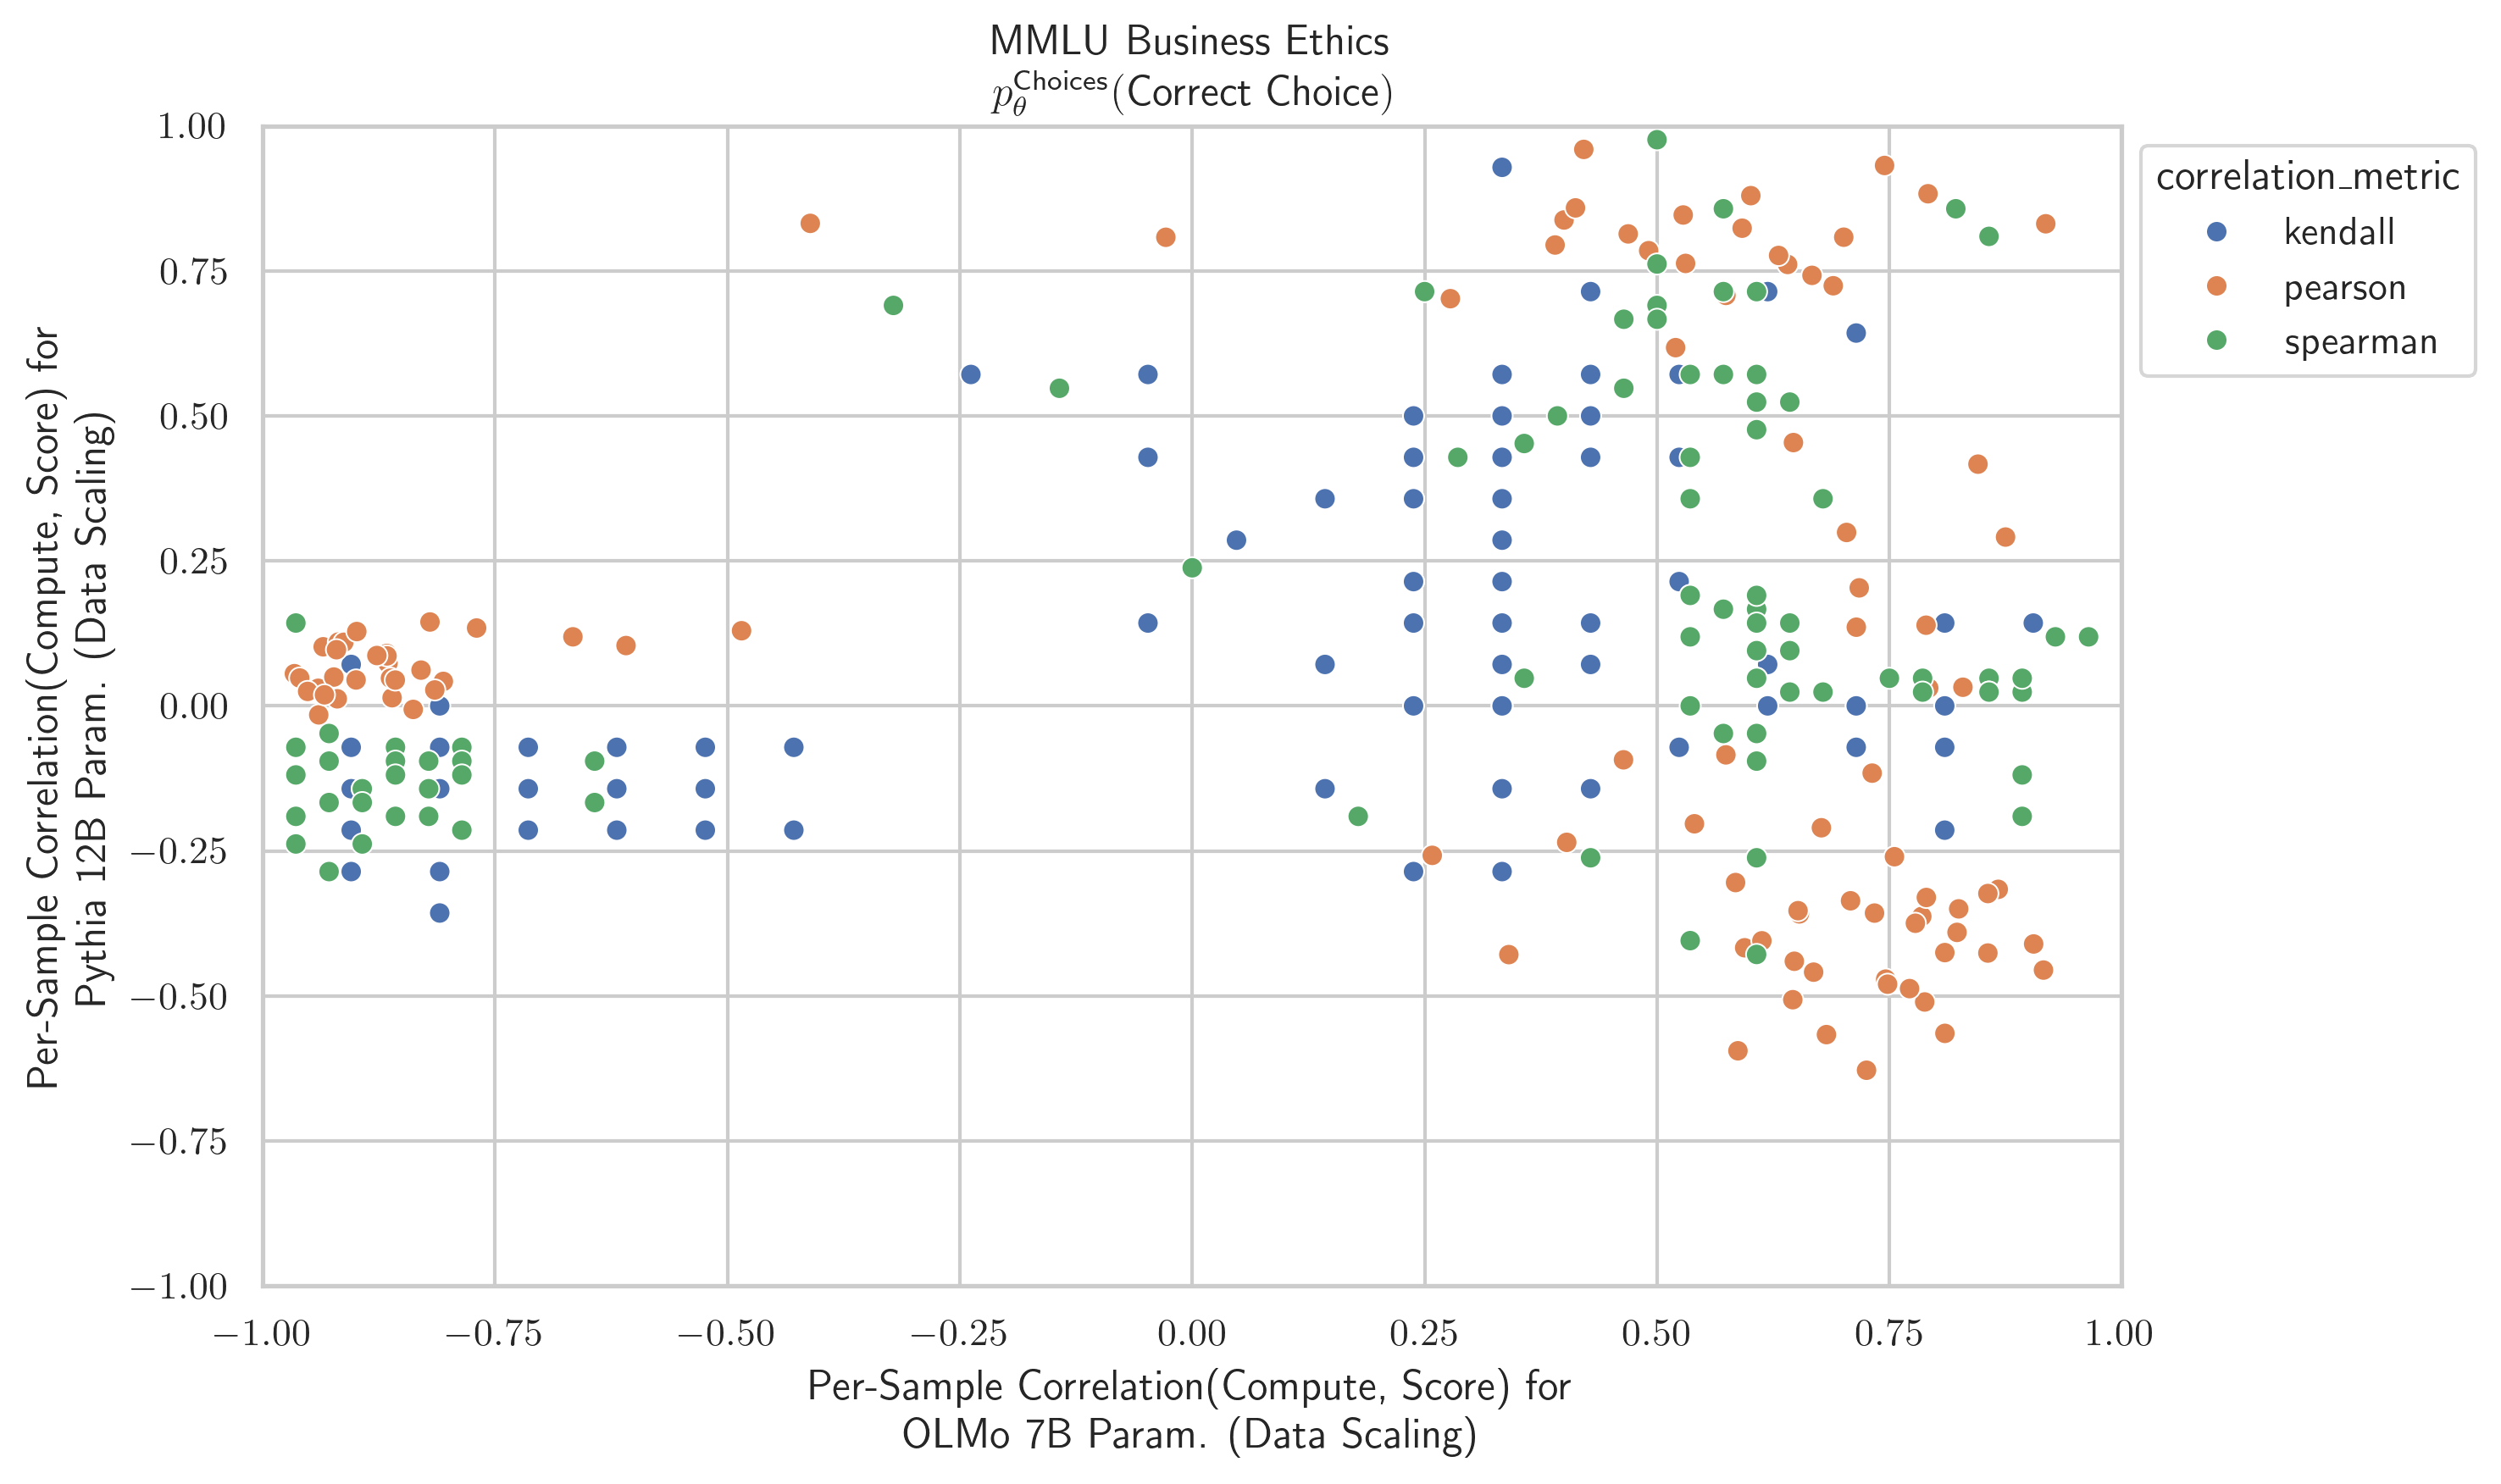 MMLU Business Ethics
p_θ^Choices(Correct Choice)
1.00
0.75
0.50
0.25
0.00
−0.25
−0.50
−0.75
−1.00
Per-Sample Correlation(Compute, Score) for
Pythia 12B Param. (Data Scaling)
correlation_metric
kendall
pearson
spearman
−1.00
−0.75
−0.50
−0.25
0.00
0.25
0.50
0.75
1.00
Per-Sample Correlation(Compute, Score) for
OLMo 7B Param. (Data Scaling)